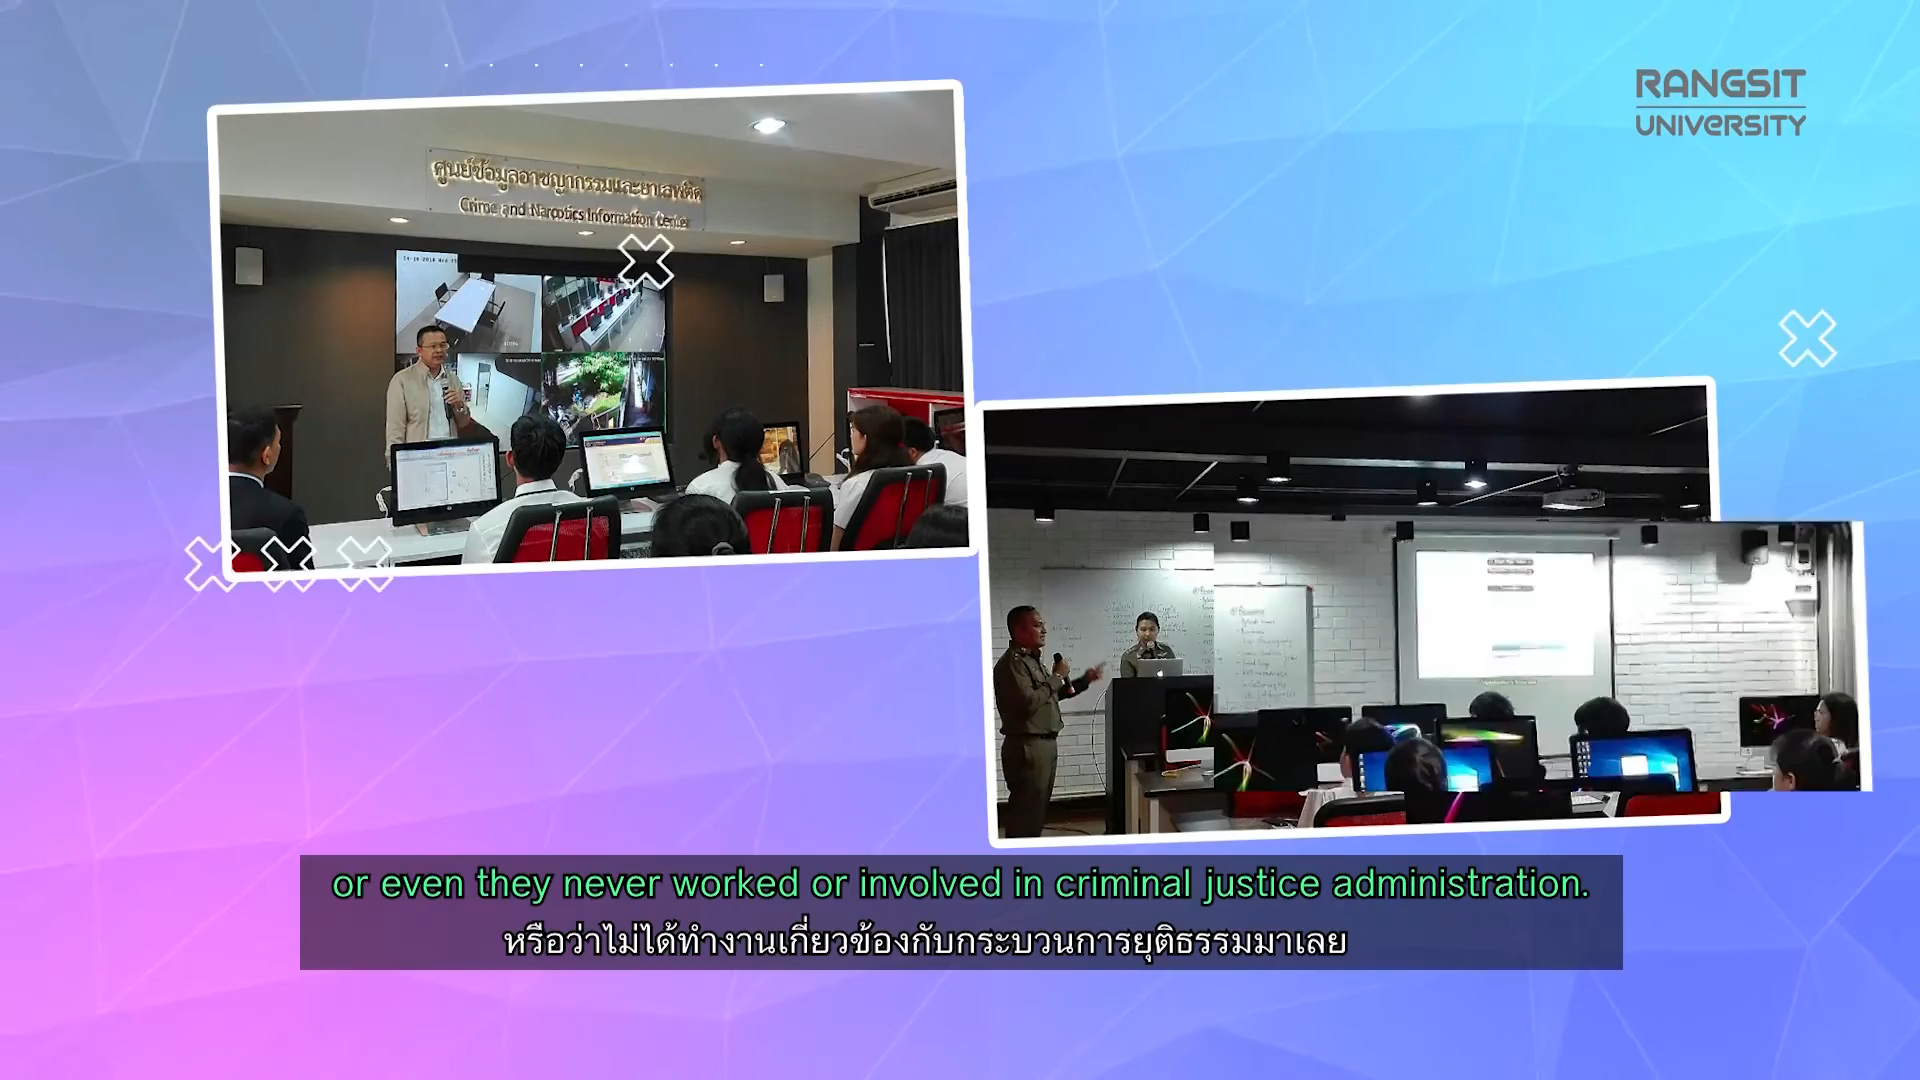 RANGSIT
UNIVERSITY
ศูนย์ข้อมูลอาชญากรรมและยาเสพติด
Crime and Narcotics Information Center
or even they never worked or involved in criminal justice administration.
หรือว่าไม่ได้ทำงานเกี่ยวข้องกับกระบวนการยุติธรรมมาเลย